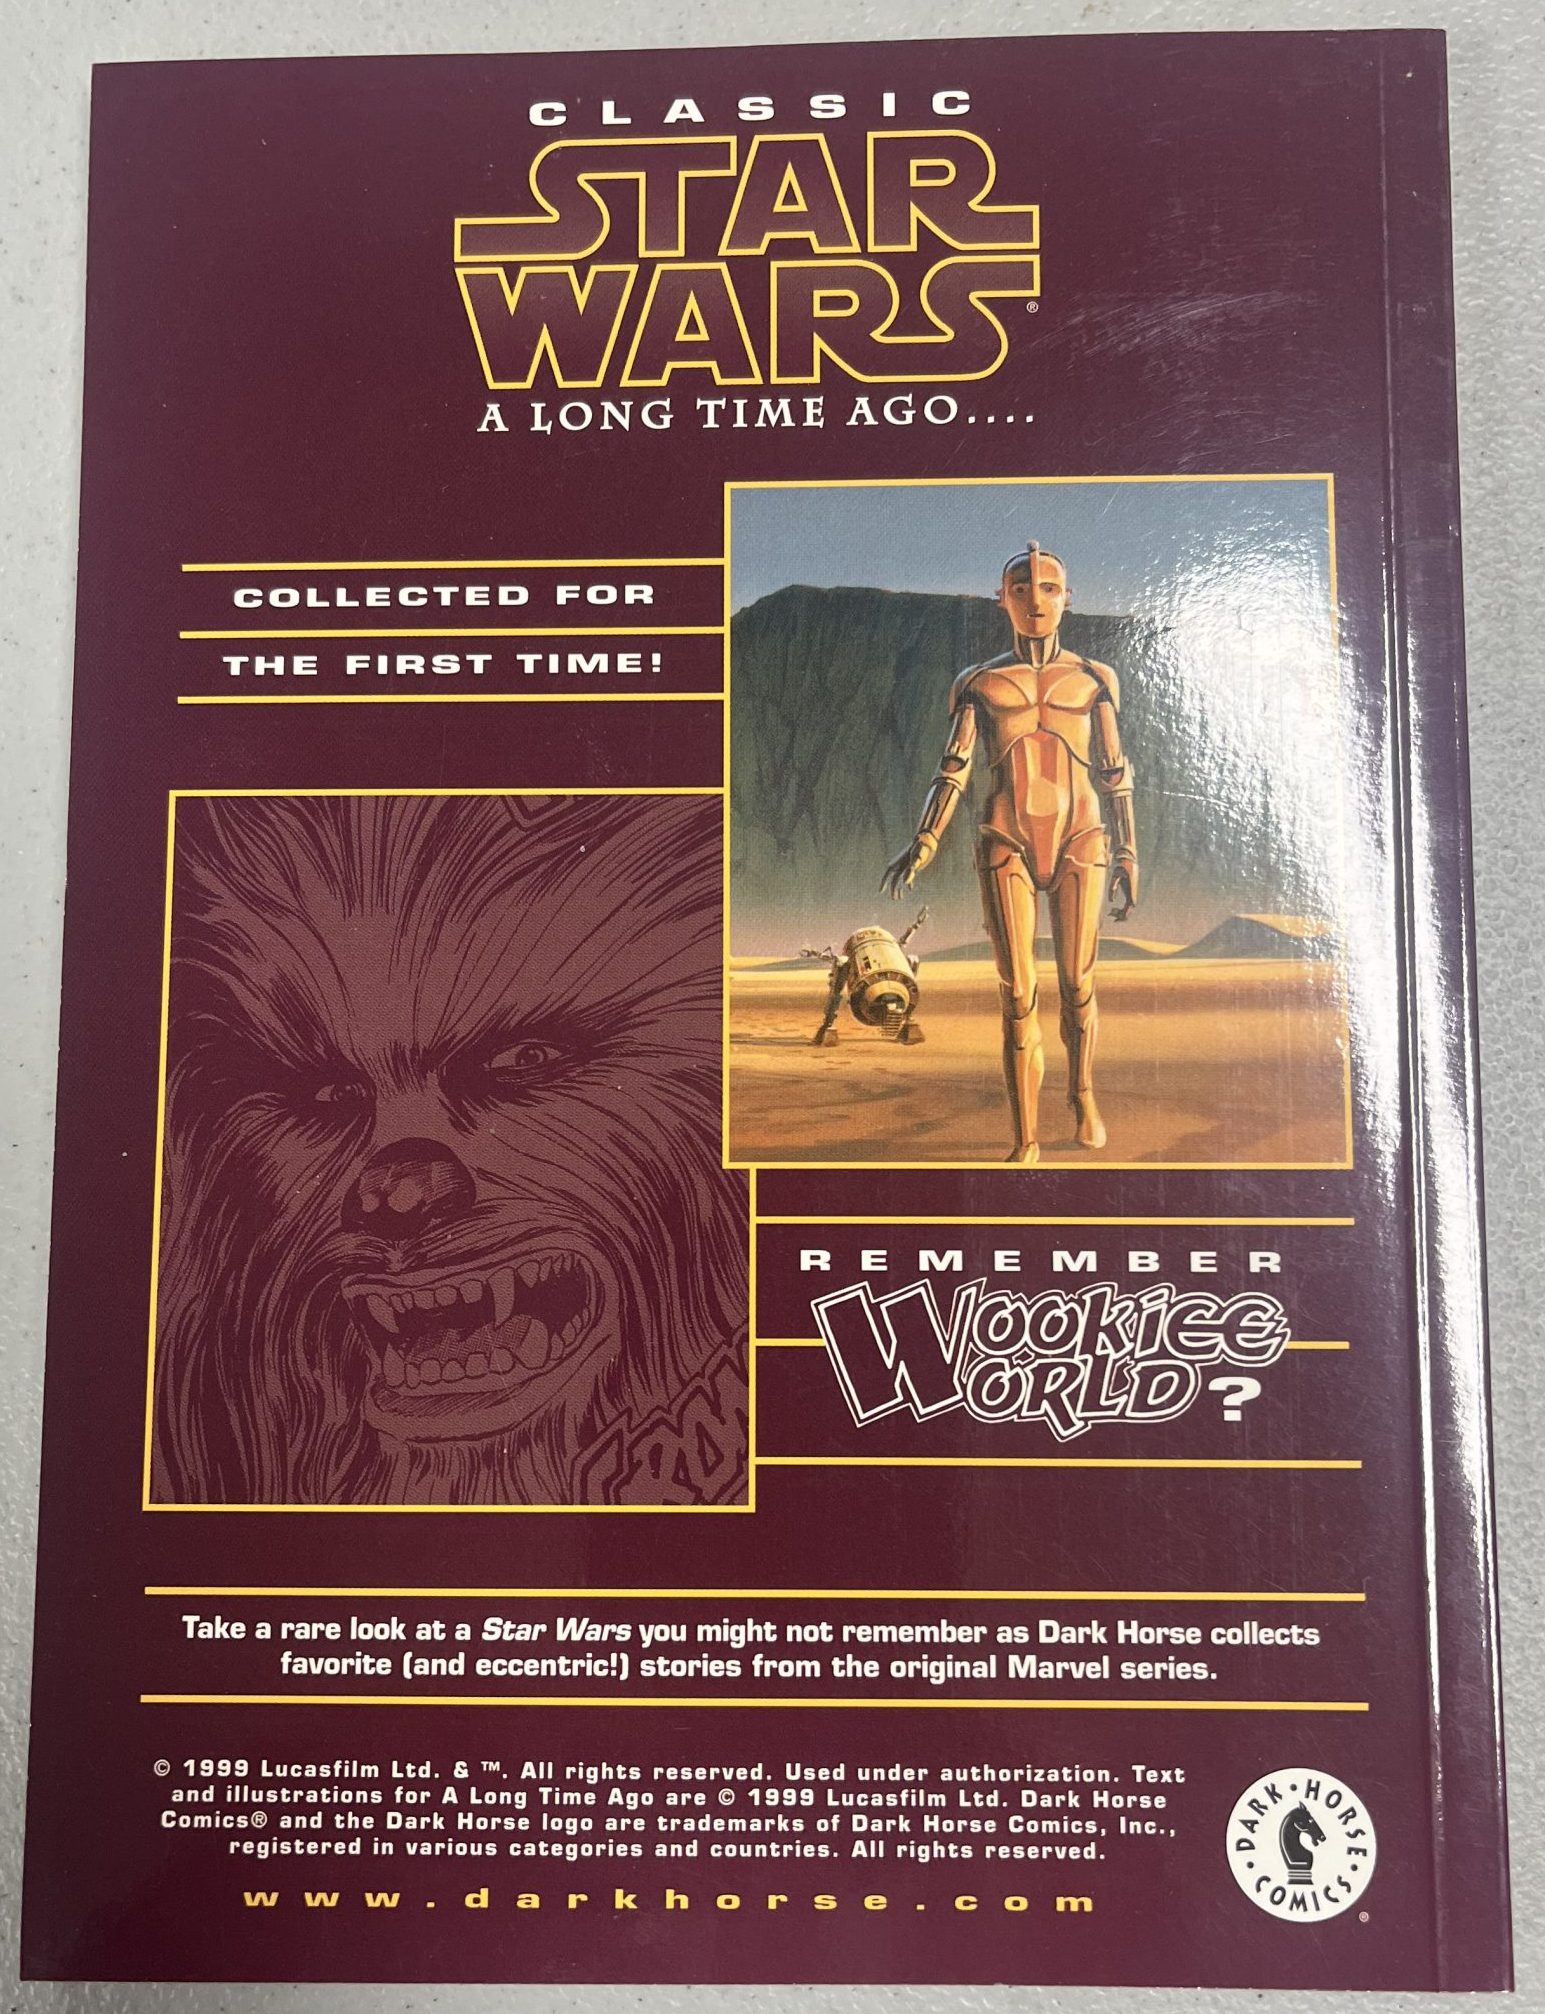 CLASSIC
STAR
WARS®
A LONG TIME AGO....
COLLECTED FOR
THE FIRST TIME!
REMEMBER
WOOKIEE
WORLD?
Take a rare look at a Star Wars you might not remember as Dark Horse collects
favorite (and eccentric!) stories from the original Marvel series.
© 1999 Lucasfilm Ltd. & ™. All rights reserved. Used under authorization. Text
and illustrations for A Long Time Ago are © 1999 Lucasfilm Ltd. Dark Horse
Comics® and the Dark Horse logo are trademarks of Dark Horse Comics, Inc.,
registered in various categories and countries. All rights reserved.
www.darkhorse.com
DARK • HORSE • COMICS •®